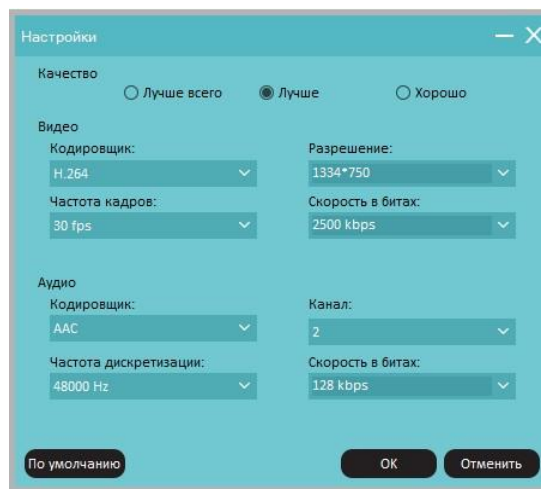 Настройки
Качество
Лучше всего Лучше Хорошо
Видео
Кодировщик: Разрешение:
H.264 1334*750
Частота кадров: Скорость в битах:
30 fps 2500 kbps
Аудио
Кодировщик: Канал:
AAC 2
Частота дискретизации: Скорость в битах:
48000 Hz 128 kbps
По умолчанию OK Отменить